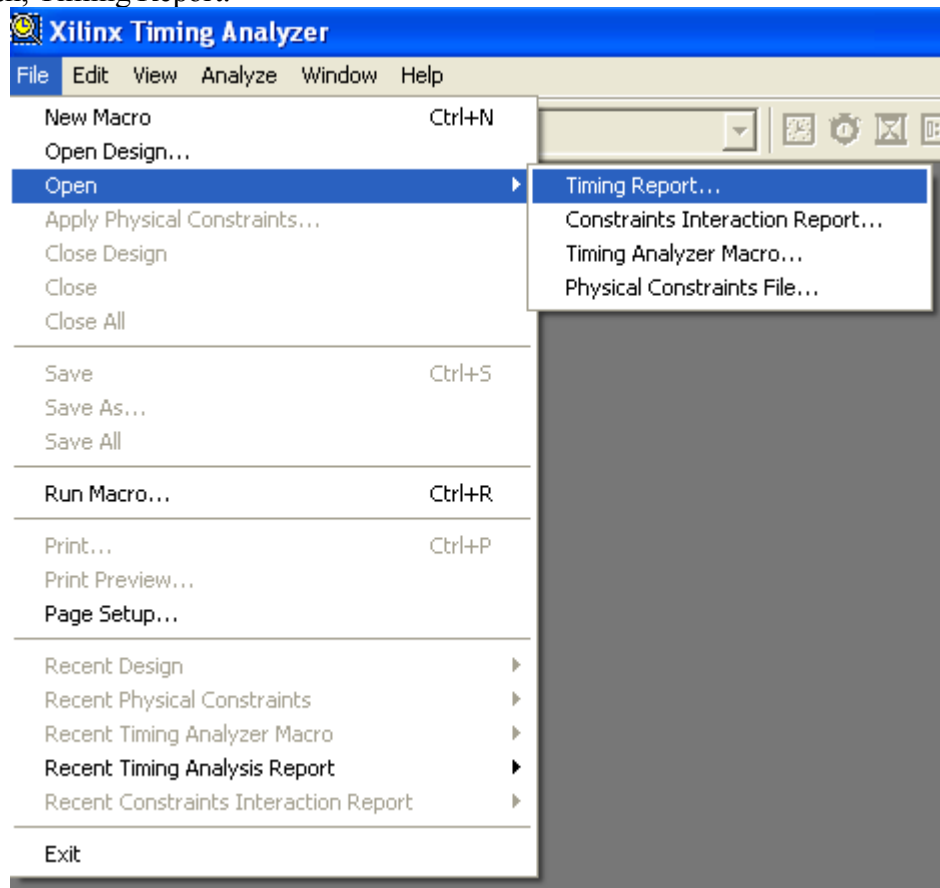 Timing Report.
Xilinx Timing Analyzer
File Edit View Analyze Window Help
New Macro Ctrl+N
Open Design...
Open
Timing Report...
Apply Physical Constraints...
Constraints Interaction Report...
Close Design
Timing Analyzer Macro...
Close
Physical Constraints File...
Close All
Save Ctrl+S
Save As...
Save All
Run Macro... Ctrl+R
Print... Ctrl+P
Print Preview...
Page Setup...
Recent Design
Recent Physical Constraints
Recent Timing Analyzer Macro
Recent Timing Analysis Report
Recent Constraints Interaction Report
Exit